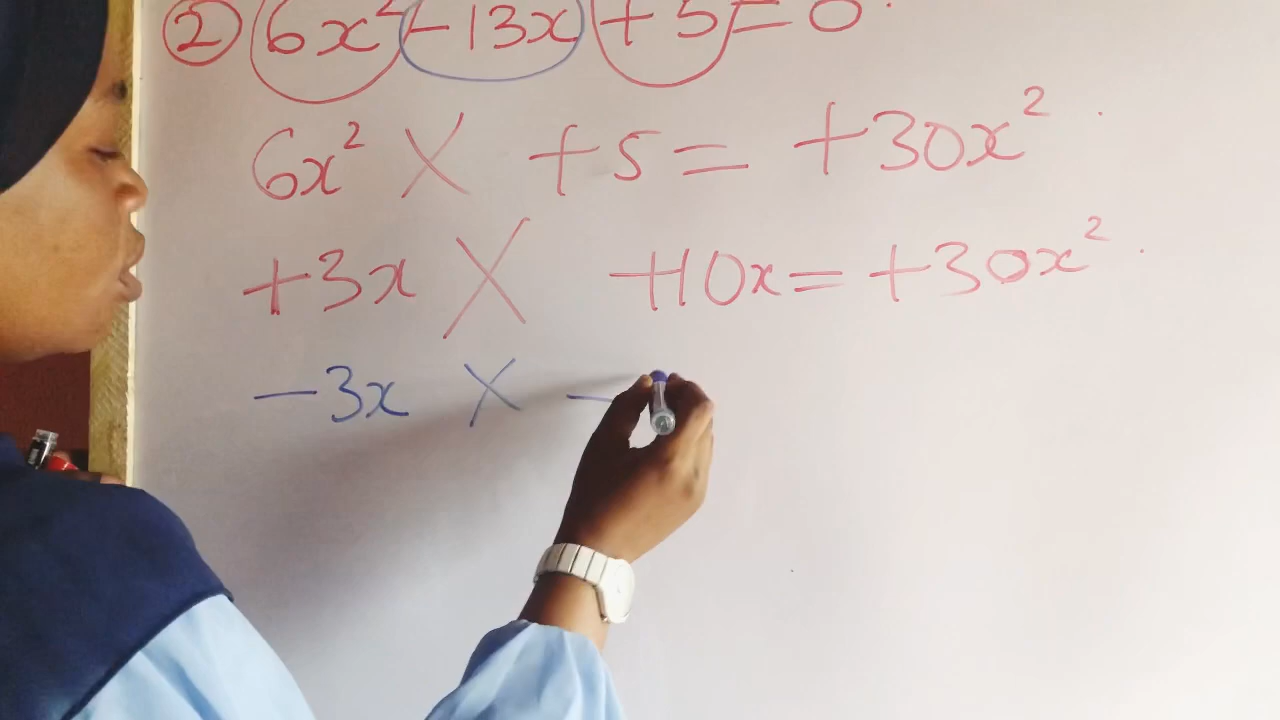 ② 6x² - 13x + 5 = 0
6x² X +5 = +30x²
+3x X +10x = +30x²
-3x X -